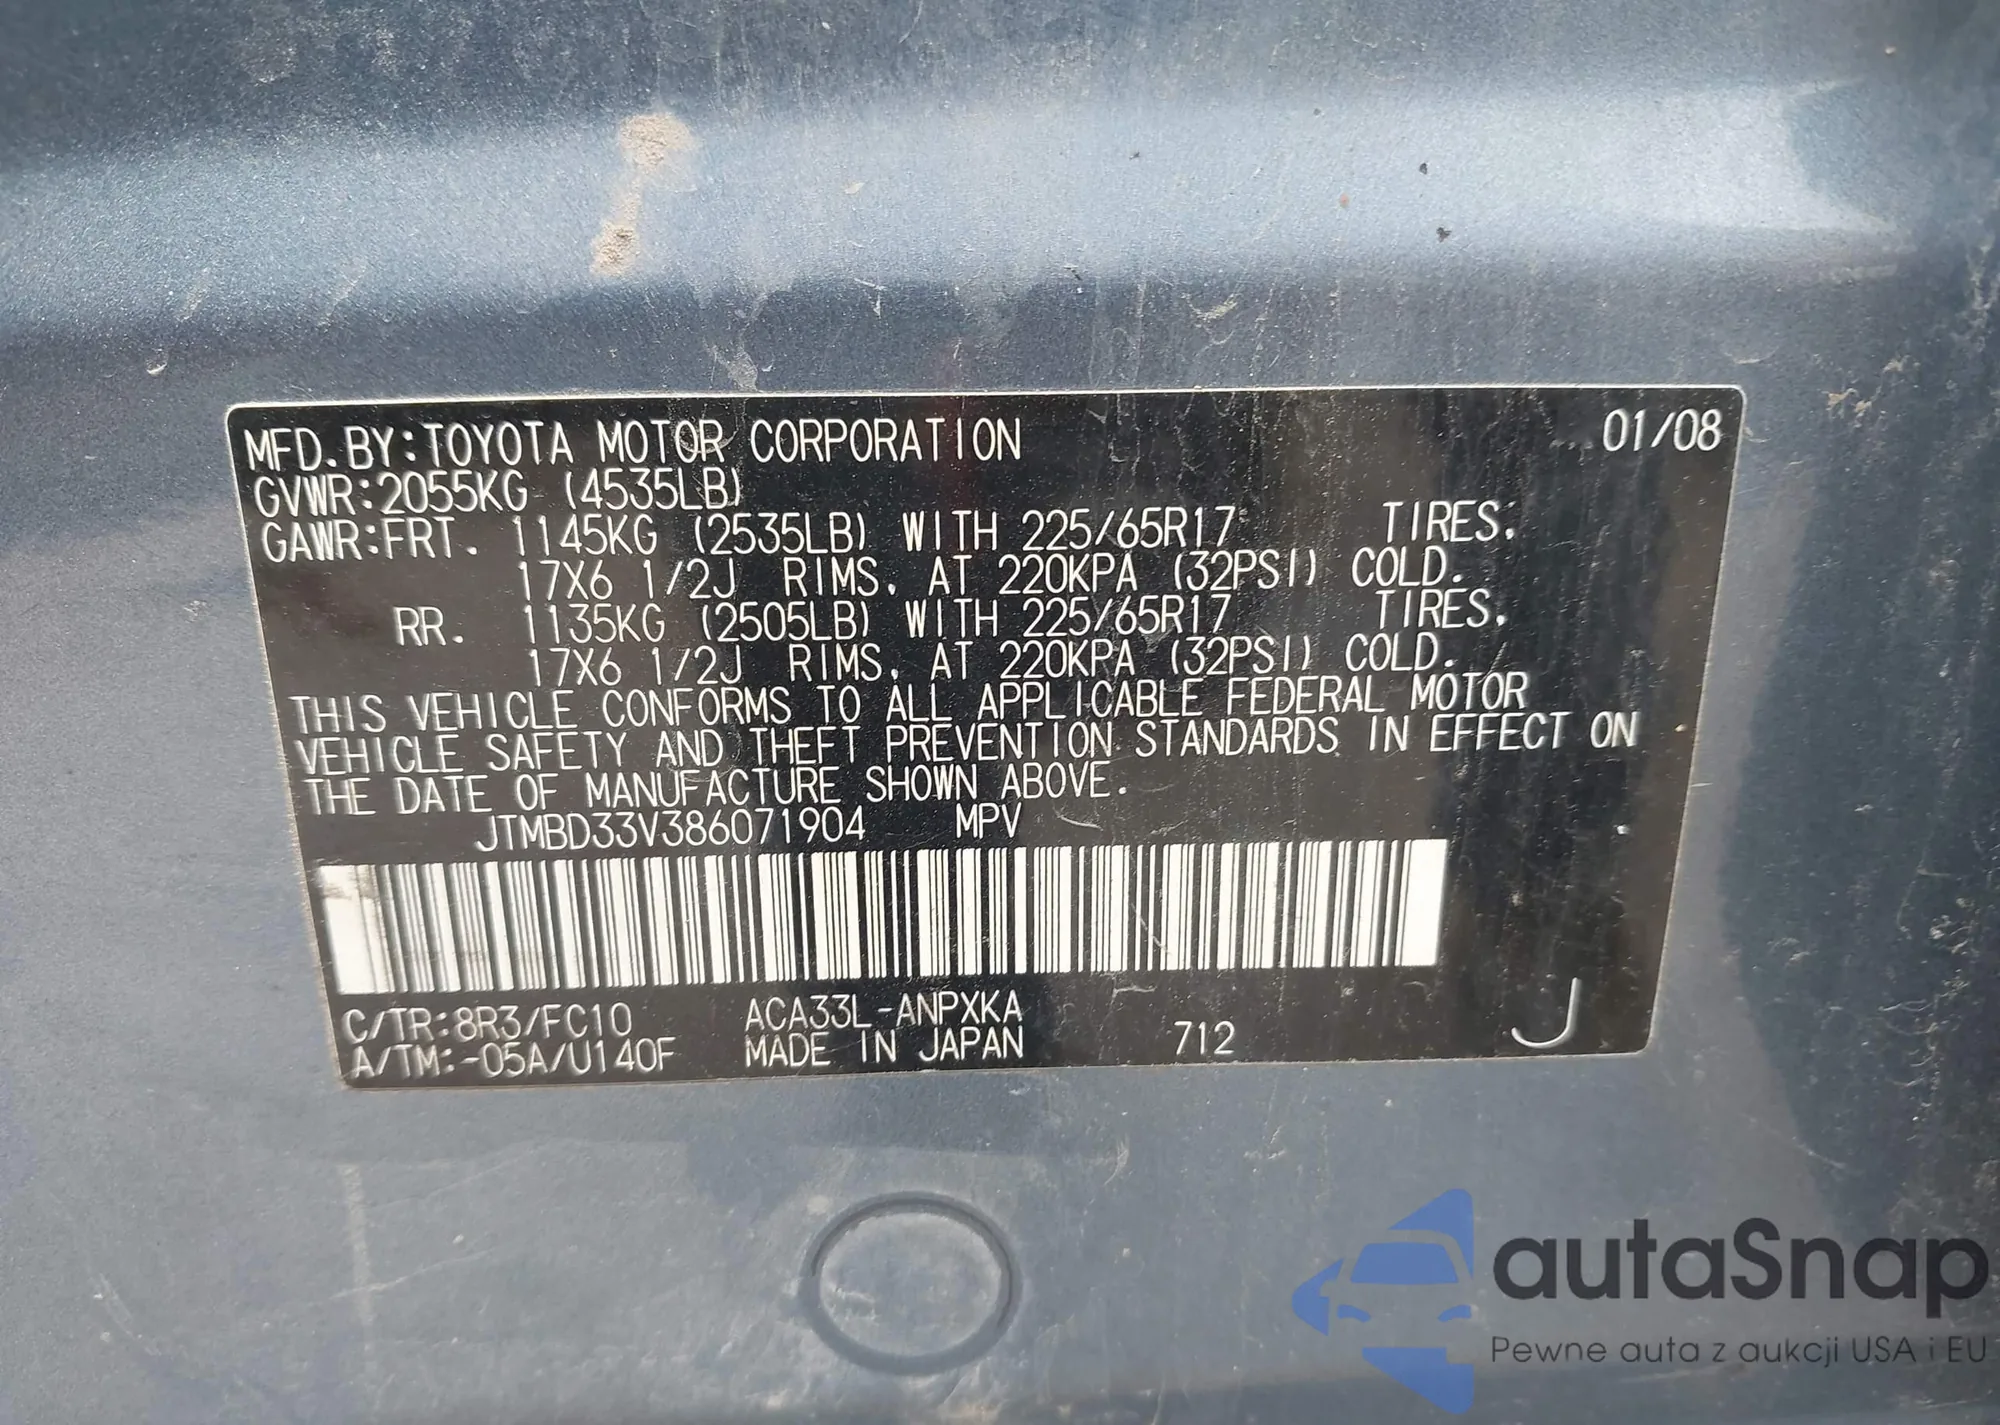 MFD.BY:TOYOTA MOTOR CORPORATION 01/08
GVWR:2055KG (4535LB)
GAWR:FRT. 1145KG (2535LB) WITH 225/65R17 TIRES.
17X6 1/2J RIMS, AT 220KPA (32PSI) COLD.
RR. 1135KG (2505LB) WITH 225/65R17 TIRES,
17X6 1/2J RIMS, AT 220KPA (32PSI) COLD.
THIS VEHICLE CONFORMS TO ALL APPLICABLE FEDERAL MOTOR
VEHICLE SAFETY AND THEFT PREVENTION STANDARDS IN EFFECT ON
THE DATE OF MANUFACTURE SHOWN ABOVE.
JTMBD33V386071904 MPV
C/TR:8R3/FC10 ACA33L-ANPXKA
A/TM:-05A/U140F MADE IN JAPAN 712 J
autaSnap
Pewne auta z aukcji USA i EU